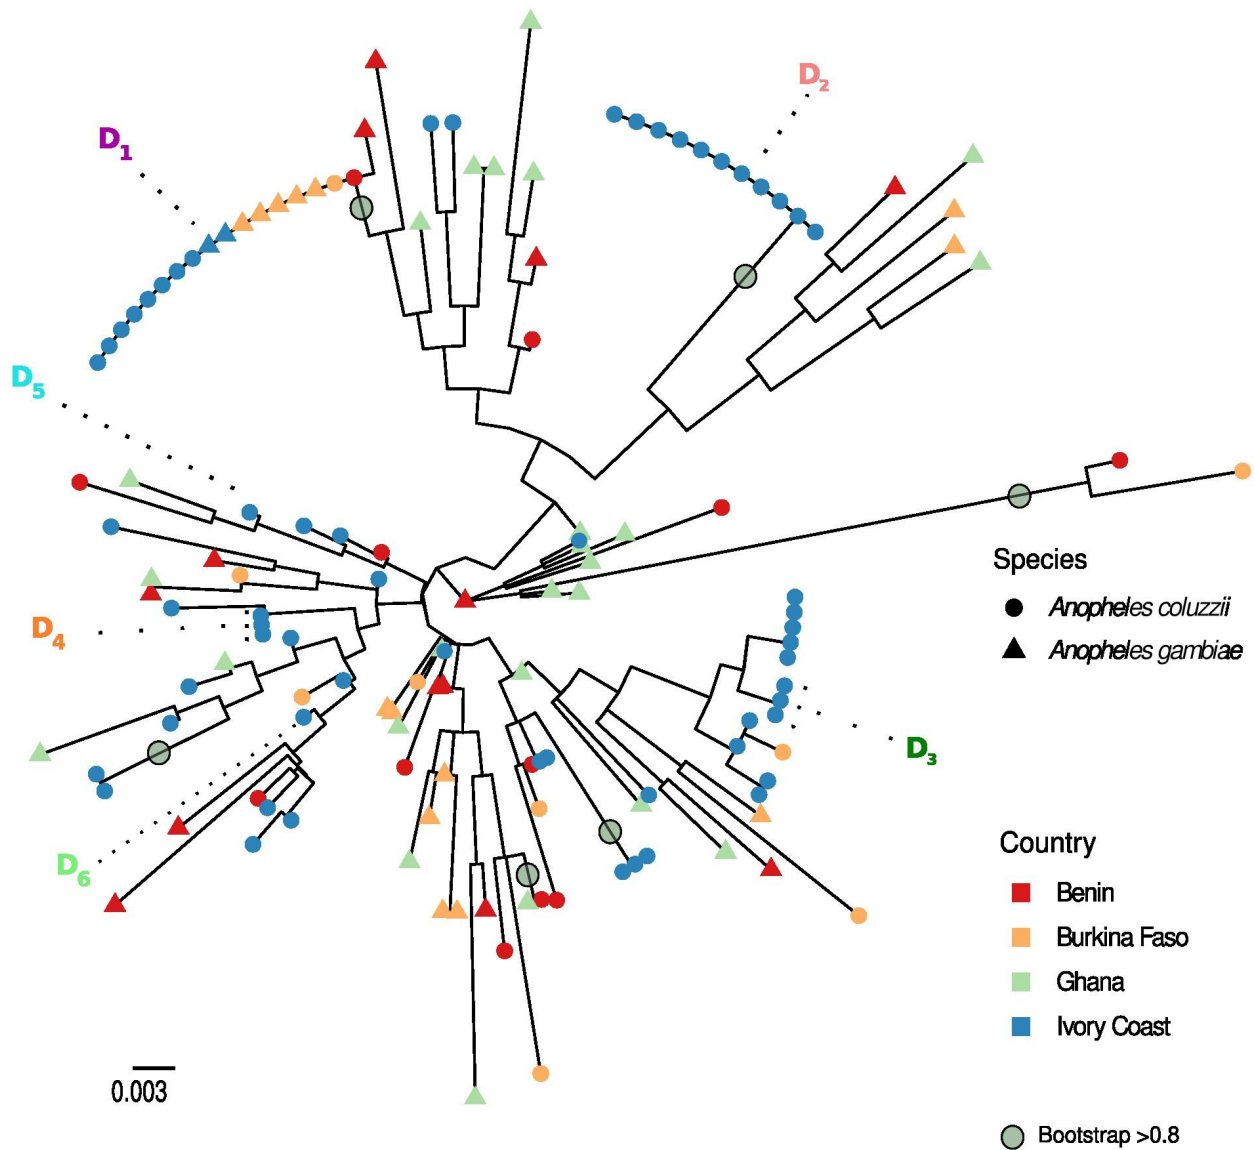 D2
D1
D5
Species
Anopheles coluzzii
D4
Anopheles gambiae
D3
Country
D6
Benin
Burkina Faso
Ghana
Ivory Coast
0.003
Bootstrap >0.8